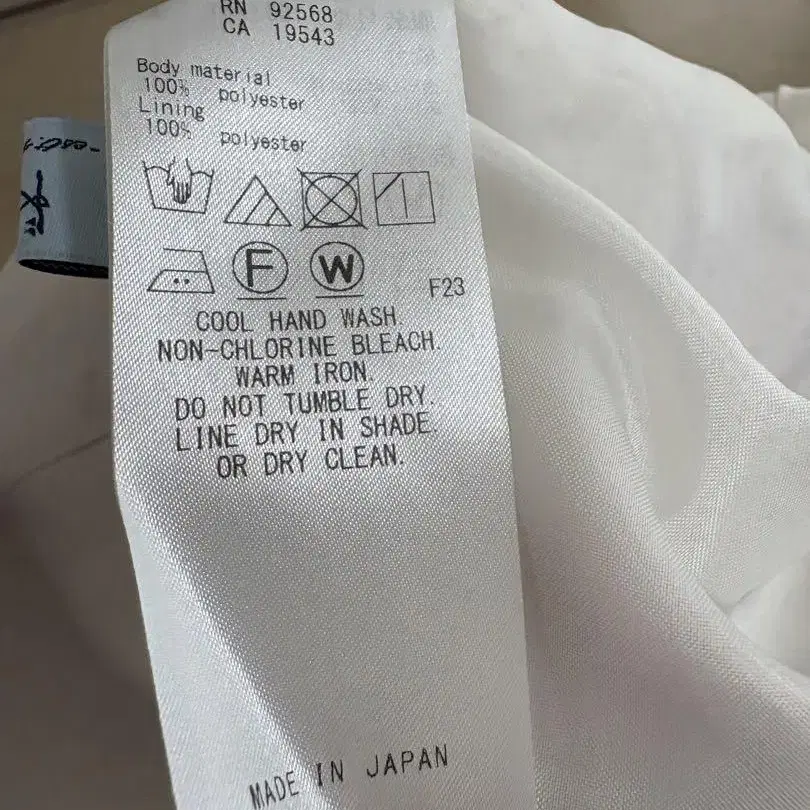 RN 92568
CA 19543
Body material
100% polyester
Lining
100% polyester
F
W
F23
COOL HAND WASH
NON-CHLORINE BLEACH.
WARM IRON.
DO NOT TUMBLE DRY.
LINE DRY IN SHADE.
OR DRY CLEAN.
MADE IN JAPAN